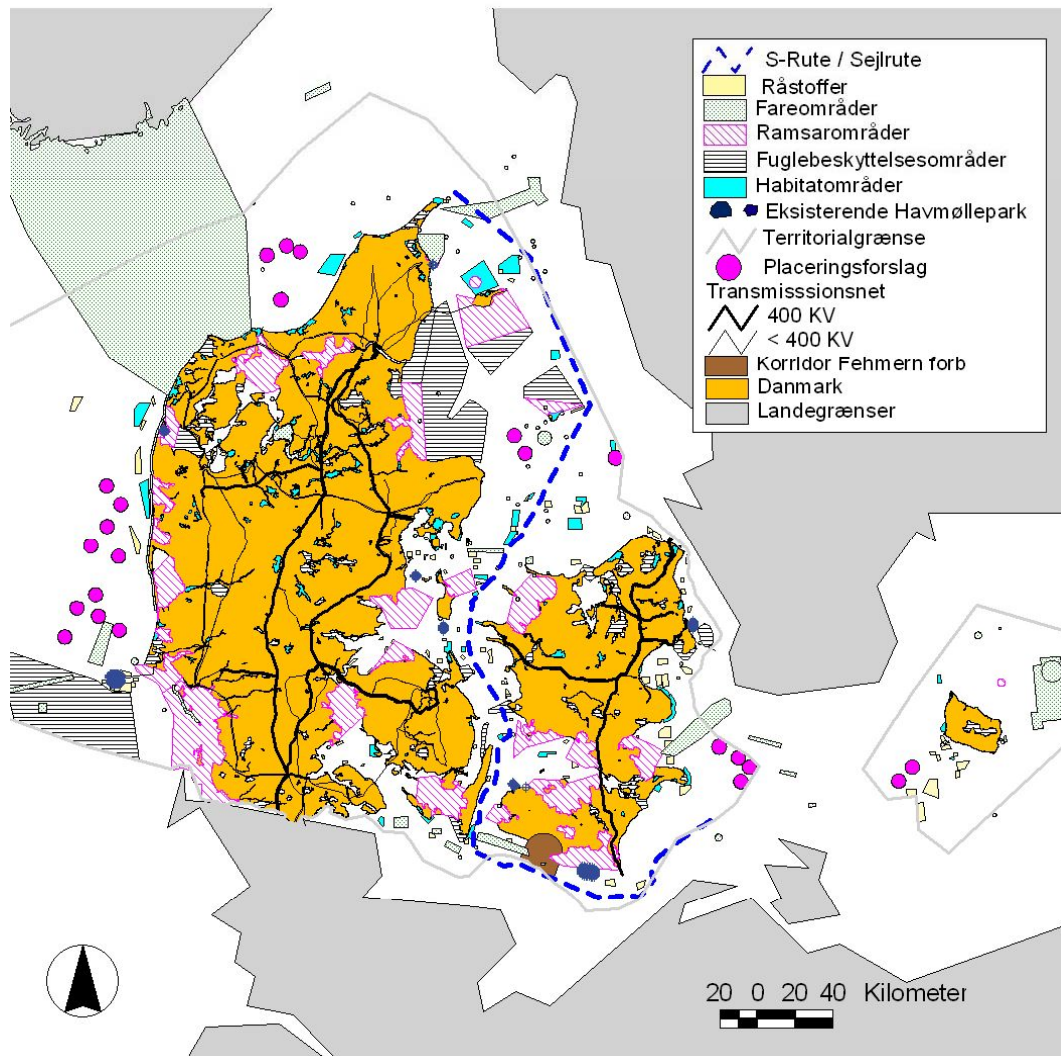 S-Rute / Sejlrute
Råstoffer
Fareområder
Ramsarområder
Fuglebeskyttelsesområder
Habitatområder
Eksisterende Havmøllepark
Territorialgrænse
Placeringsforslag
Transmisssionsnet
400 KV
< 400 KV
Korridor Fehmern forb
Danmark
Landegrænser
20 0 20 40 Kilometer